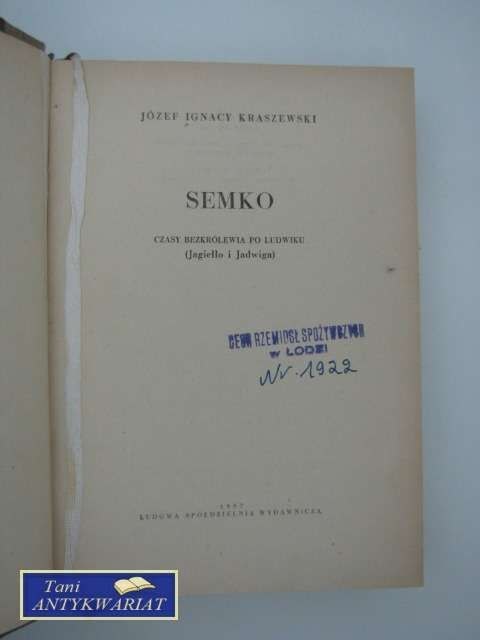 JÓZEF IGNACY KRASZEWSKI
SEMKO
CZASY BEZKRÓLEWIA PO LUDWIKU
(Jagiełło i Jadwiga)
CECH RZEMIOSŁ SPOŻYWCZYCH
w ŁODZI
Nr. 1922
1957
LUDOWA SPÓŁDZIELNIA WYDAWNICZA
Tani
ANTYKWARIAT